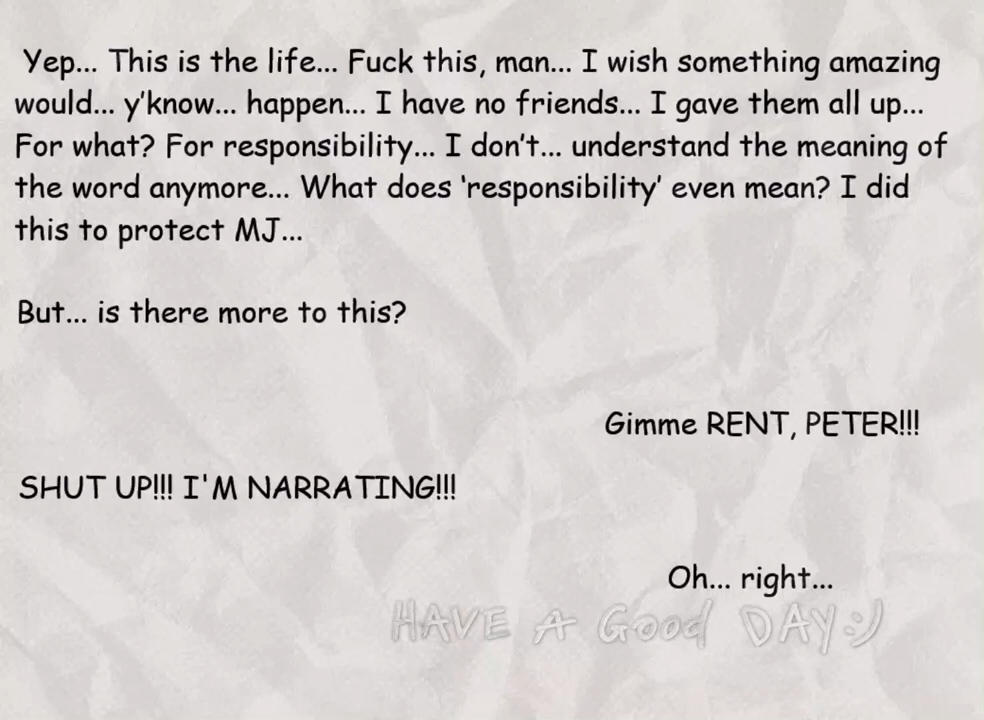 Yep... This is the life... Fuck this, man... I wish something amazing
would... y'know... happen... I have no friends... I gave them all up...
For what? For responsibility... I don't... understand the meaning of
the word anymore... What does 'responsibility' even mean? I did
this to protect MJ...
But... is there more to this?
Gimme RENT, PETER!!!
SHUT UP!!! I'M NARRATING!!!
Oh... right...
HAVE A Good DAY:)